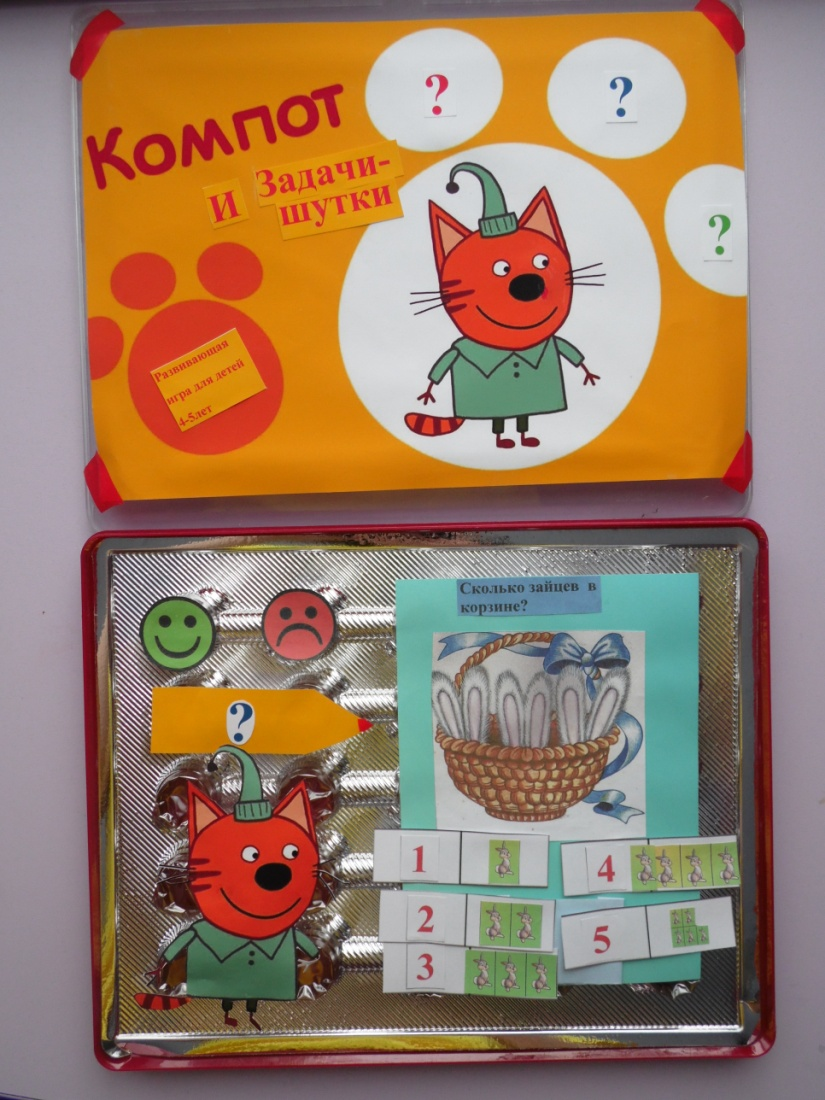 Компот
?
?
?
И Задачи-
шутки
Развивающая
игра для детей
4-5лет
Сколько зайцев в
корзине?
?
1
4
2
5
3